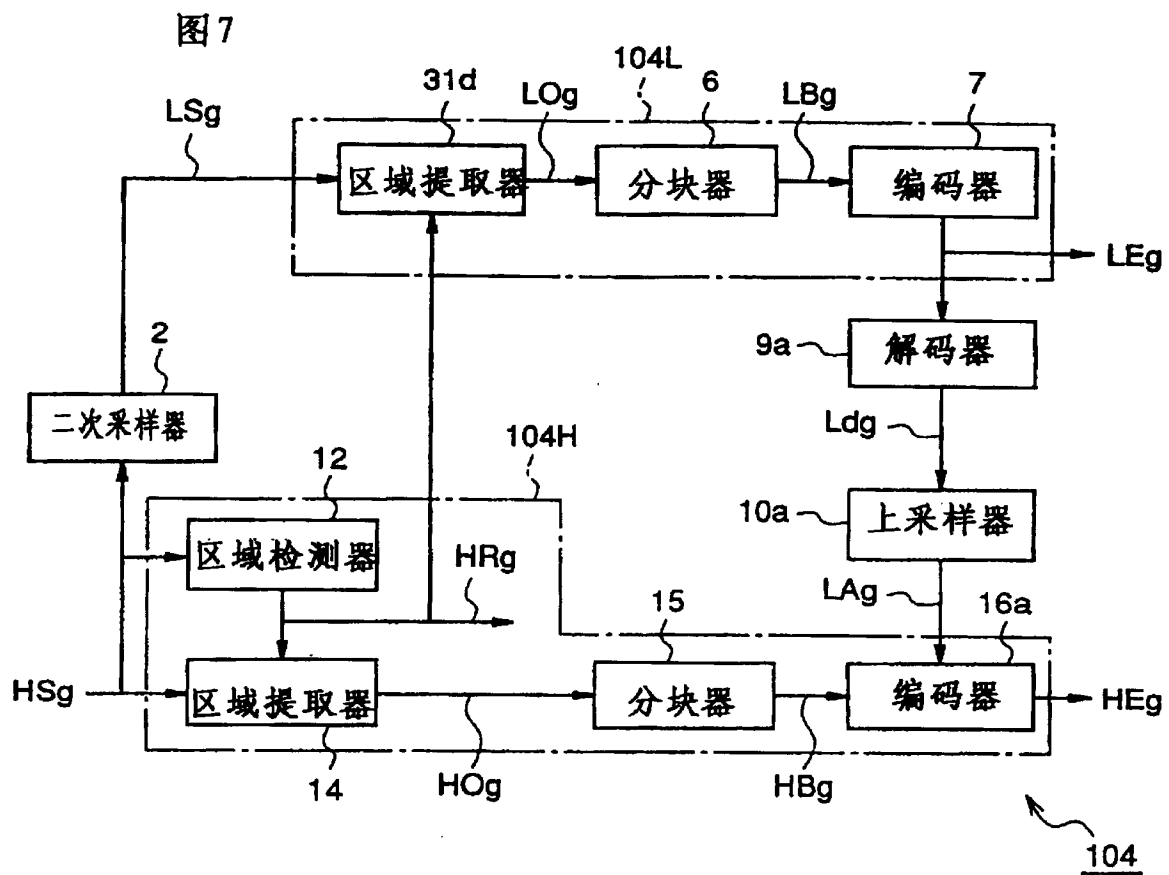 图7
104L
31d
LOg
6
LBg
7
LSg
区域提取器
分块器
编码器
LEg
2
9a
解码器
二次采样器
Ldg
104H
12
10a
上采样器
区域检测器
HRg
LAg
15
16a
HSg
区域提取器
分块器
编码器
HEg
14
HOg
HBg
104